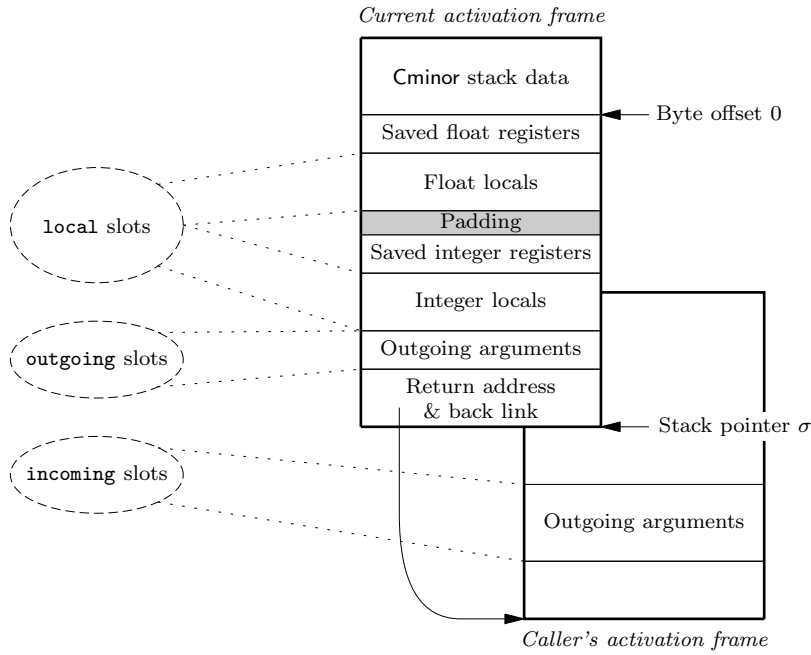 Current activation frame
Cminor stack data
Byte offset 0
Saved float registers
Float locals
local slots
Padding
Saved integer registers
Integer locals
outgoing slots
Outgoing arguments
Return address
& back link
Stack pointer σ
incoming slots
Outgoing arguments
Caller's activation frame